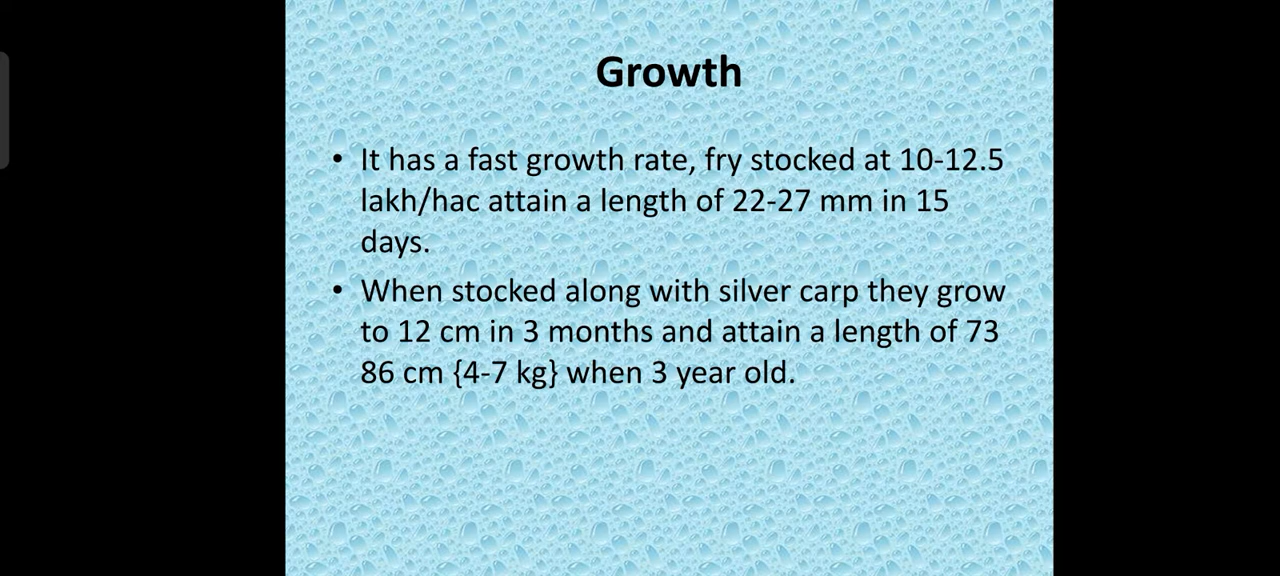 Growth
• It has a fast growth rate, fry stocked at 10-12.5
lakh/hac attain a length of 22-27 mm in 15
days.
• When stocked along with silver carp they grow
to 12 cm in 3 months and attain a length of 73
86 cm {4-7 kg} when 3 year old.